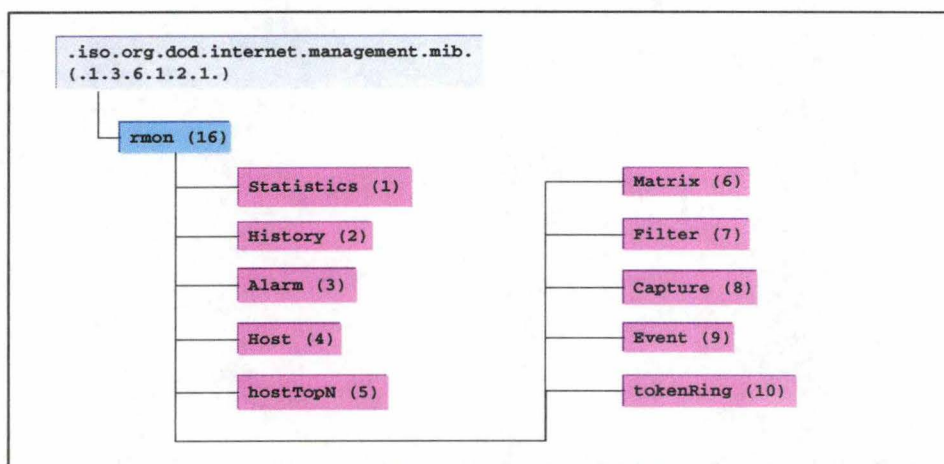 .iso.org.dod.internet.management.mib.
(.1.3.6.1.2.1.)
rmon (16)
Statistics (1)
History (2)
Alarm (3)
Host (4)
hostTopN (5)
Matrix (6)
Filter (7)
Capture (8)
Event (9)
tokenRing (10)